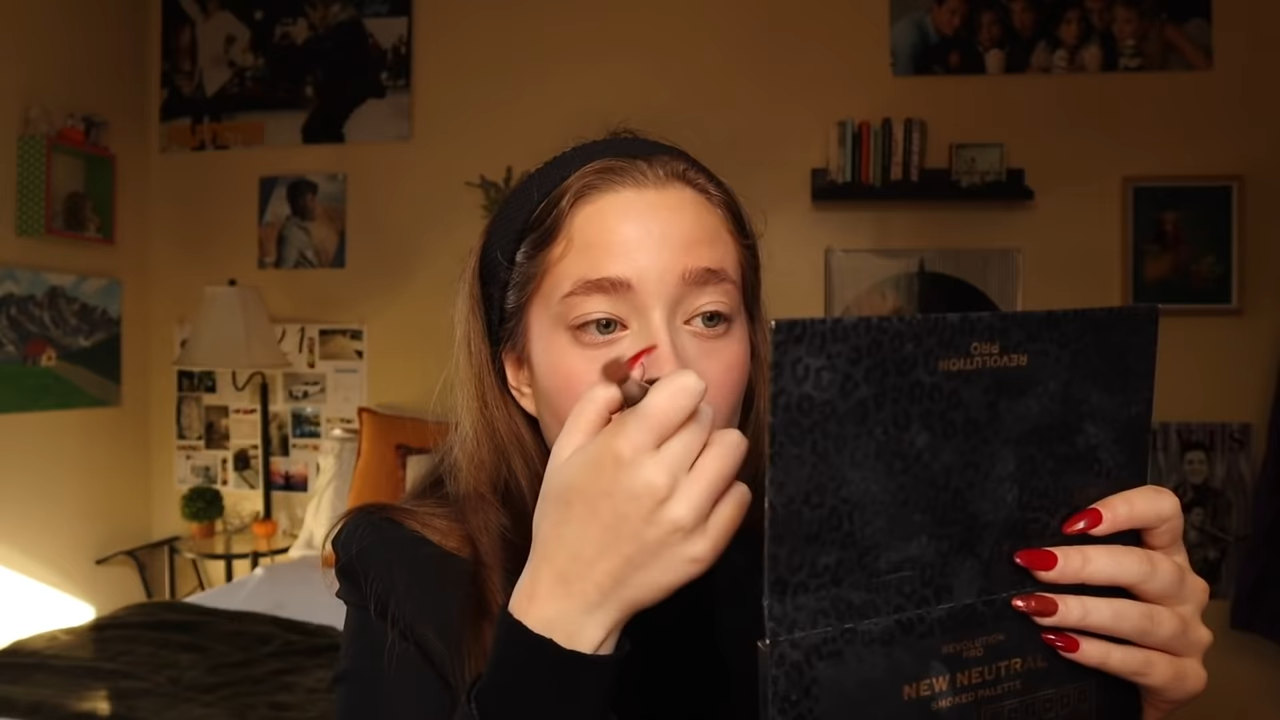 REVOLUTION
PRO
REVOLUTION
PRO
NEW NEUTRAL
SMOKED PALETTE